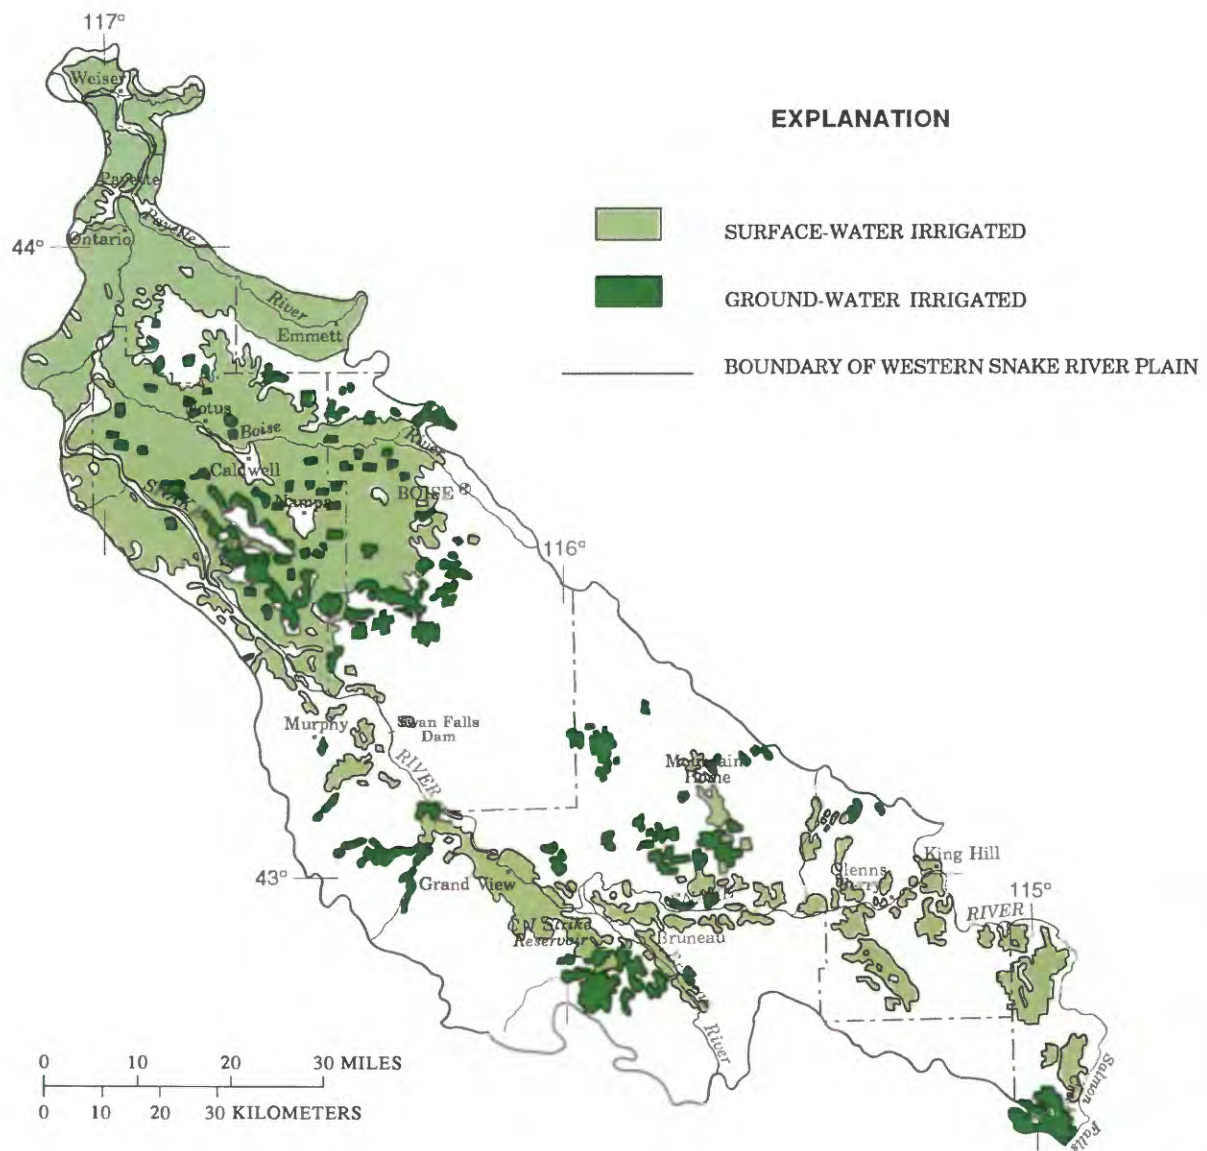 117°
Weiser
EXPLANATION
Payette
Payette
SURFACE-WATER IRRIGATED
Ontario
44°
GROUND-WATER IRRIGATED
River
Emmett
BOUNDARY OF WESTERN SNAKE RIVER PLAIN
Notus
Boise
River
Caldwell
SNAKE
Nampa
BOISE
116°
Murphy
Swan Falls
Dam
RIVER
Mountain
Home
43°
Grand View
Glenns
Ferry
King Hill
115°
RIVER
C J Strike
Reservoir
Bruneau
River
0 10 20 30 MILES
0 10 20 30 KILOMETERS
Salmon
Falls